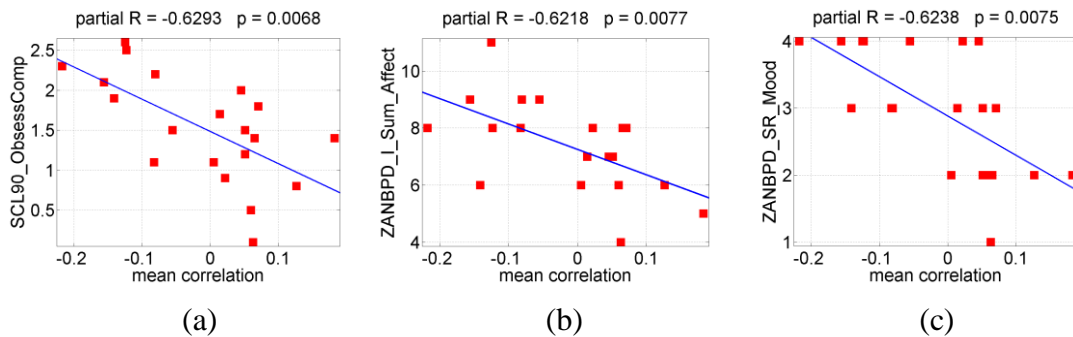 partial R = -0.6293 p = 0.0068
SCL90_ObsessComp
2.5
2
1.5
1
0.5
-0.2 -0.1 0 0.1
mean correlation
(a)
partial R = -0.6218 p = 0.0077
ZANBPD_I_Sum_Affect
10
8
6
4
-0.2 -0.1 0 0.1
mean correlation
(b)
partial R = -0.6238 p = 0.0075
ZANBPD_SR_Mood
4
3
2
1
-0.2 -0.1 0 0.1
mean correlation
(c)